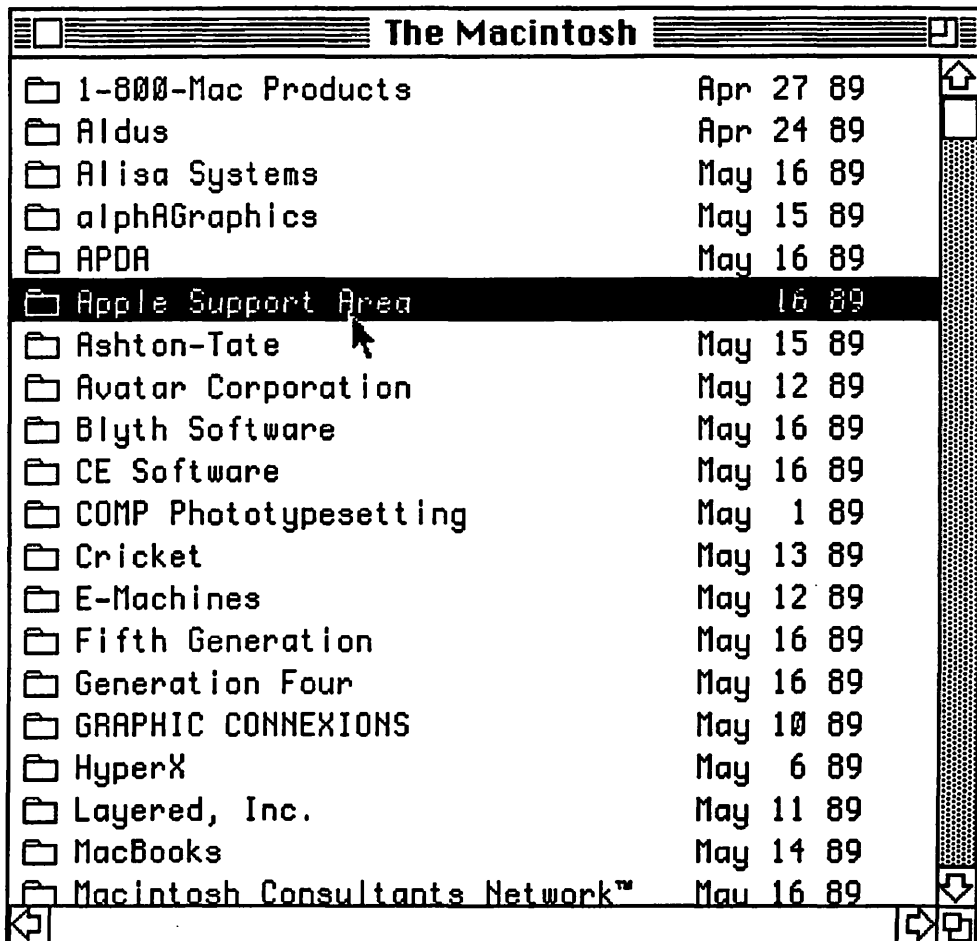 The Macintosh
1-800-Mac Products Apr 27 89
Aldus Apr 24 89
Alisa Systems May 16 89
alphAGraphics May 15 89
APDA May 16 89
Apple Support Area 16 89
Ashton-Tate May 15 89
Avatar Corporation May 12 89
Blyth Software May 16 89
CE Software May 16 89
COMP Phototypesetting May 1 89
Cricket May 13 89
E-Machines May 12 89
Fifth Generation May 16 89
Generation Four May 16 89
GRAPHIC CONNEXIONS May 10 89
HyperX May 6 89
Layered, Inc. May 11 89
MacBooks May 14 89
Macintosh Consultants Network™ May 16 89